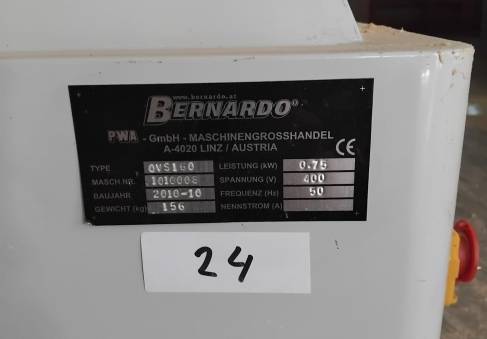 www.bernardo.at
BERNARDO®
PWA - GmbH - MASCHINENGROSSHANDEL
A-4020 LINZ / AUSTRIA
CE
TYPE OVS160 LEISTUNG (kW) 0.75
MASCH.NR. 1010008 SPANNUNG (V) 400
BAUJAHR 2010-10 FREQUENZ (Hz) 50
GEWICHT (kg) 156 NENNSTROM (A)
24